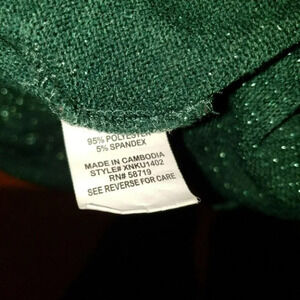 95% POLYESTER
5% SPANDEX
MADE IN CAMBODIA
STYLE# XNKU1402
RN# 58719
SEE REVERSE FOR CARE